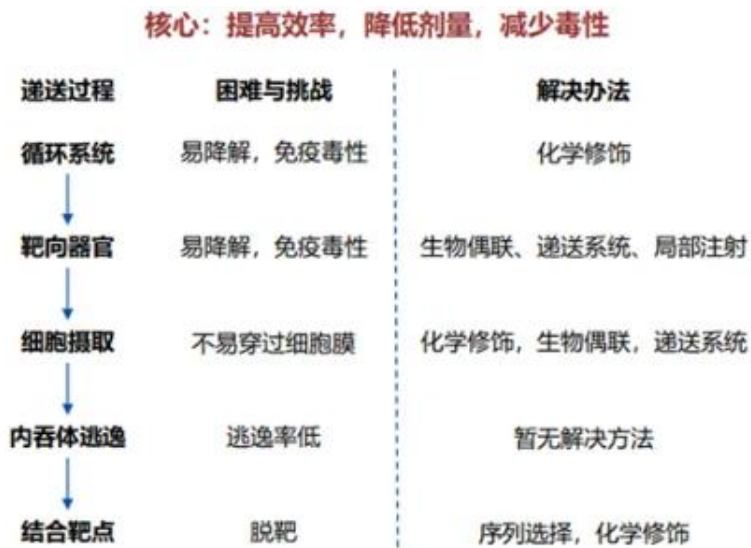 核心：提高效率，降低剂量，减少毒性
递送过程 困难与挑战 解决办法
循环系统 易降解，免疫毒性 化学修饰
靶向器官 易降解，免疫毒性 生物偶联、递送系统、局部注射
细胞摄取 不易穿过细胞膜 化学修饰，生物偶联，递送系统
内吞体逃逸 逃逸率低 暂无解决方法
结合靶点 脱靶 序列选择，化学修饰